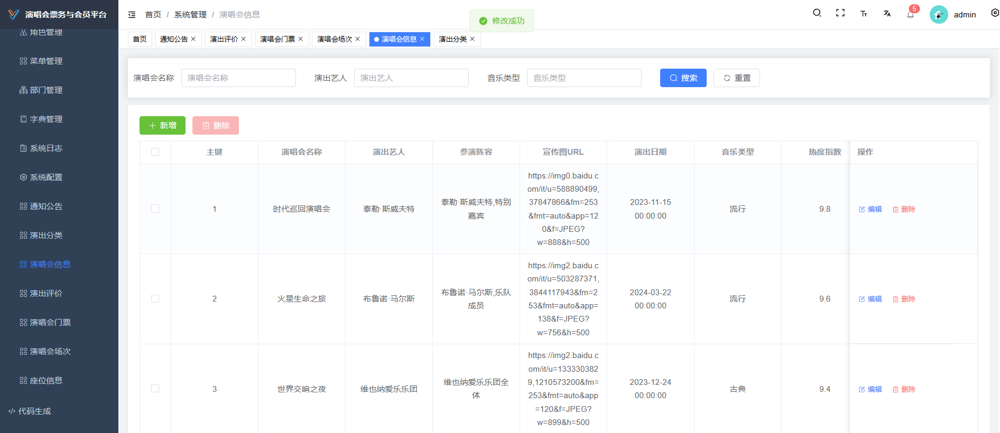 演唱会票务与会员平台
首页 / 系统管理 / 演唱会信息
修改成功
5
admin
首页
通知公告
演出评价
演唱会门票
演唱会场次
演唱会信息
演出分类
角色管理
菜单管理
部门管理
字典管理
系统日志
系统配置
通知公告
演出分类
演唱会信息
演出评价
演唱会门票
演唱会场次
座位信息
代码生成
演唱会名称 演唱会名称 演出艺人 演出艺人 音乐类型 音乐类型 搜索 重置
新增 删除
主键 演唱会名称 演出艺人 参演阵容 宣传图URL 演出日期 音乐类型 热度指数 操作
1
时代巡回演唱会
泰勒·斯威夫特
泰勒·斯威夫特,特别
嘉宾
https://img0.baidu.c
om/it/u=588890499,
37847866&fm=253
&fmt=auto&app=12
0&f=JPEG?
w=888&h=500
2023-11-15
00:00:00
流行
9.8
编辑 删除
2
火星生命之旅
布鲁诺·马尔斯
布鲁诺·马尔斯,乐队
成员
https://img2.baidu.c
om/it/u=503287371,
3844117943&fm=2
53&fmt=auto&app=
138&f=JPEG?
w=756&h=500
2024-03-22
00:00:00
流行
9.6
编辑 删除
3
世界交响之夜
维也纳爱乐乐团
维也纳爱乐乐团全
体
https://img2.baidu.c
om/it/u=133330382
9,1210573200&fm=
253&fmt=auto&app
=120&f=JPEG?
w=899&h=500
2023-12-24
00:00:00
古典
9.4
编辑 删除